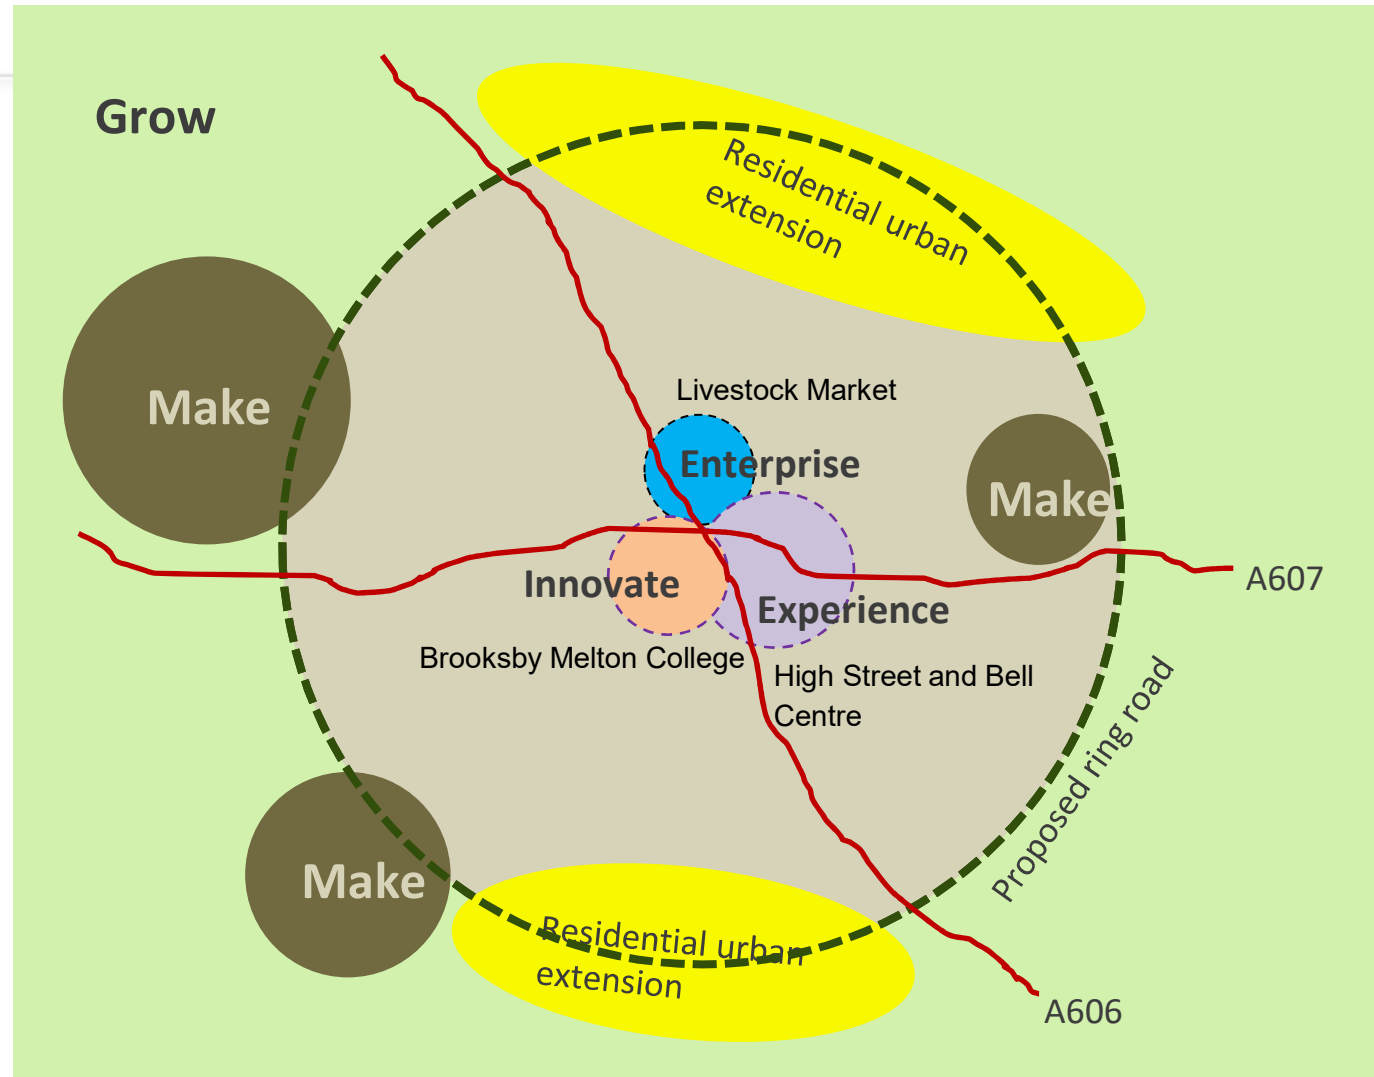 Grow
Residential urban
extension
Make
Livestock Market
Enterprise
Make
Innovate
A607
Experience
Brooksby Melton College
High Street and Bell
Centre
Proposed ring road
Make
Residential urban
extension
A606